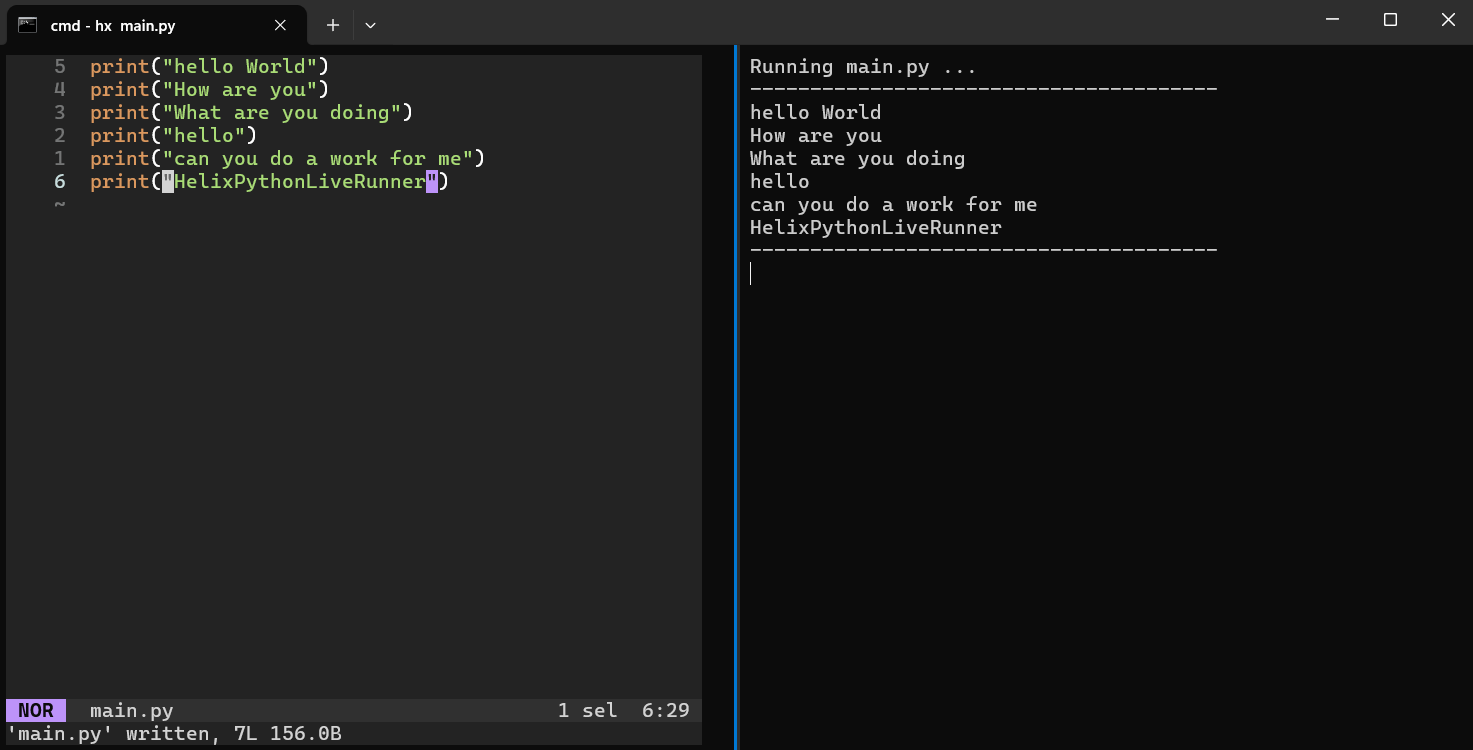 cmd - hx main.py
5 print("hello World")
4 print("How are you")
3 print("What are you doing")
2 print("hello")
1 print("can you do a work for me")
6 print("HelixPythonLiveRunner")
~
NOR main.py 1 sel 6:29
'main.py' written, 7L 156.0B
Running main.py ...
---------------------------------------
hello World
How are you
What are you doing
hello
can you do a work for me
HelixPythonLiveRunner
---------------------------------------